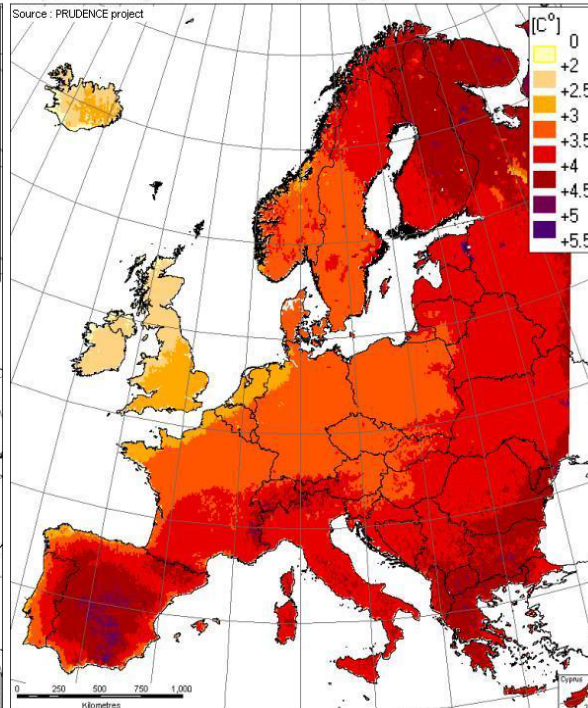 Source : PRUDENCE project
[C°]
0
+2
+2.5
+3
+3.5
+4
+4.5
+5
+5.5
0 250 500 750 1,000
Kilometres
Cyprus